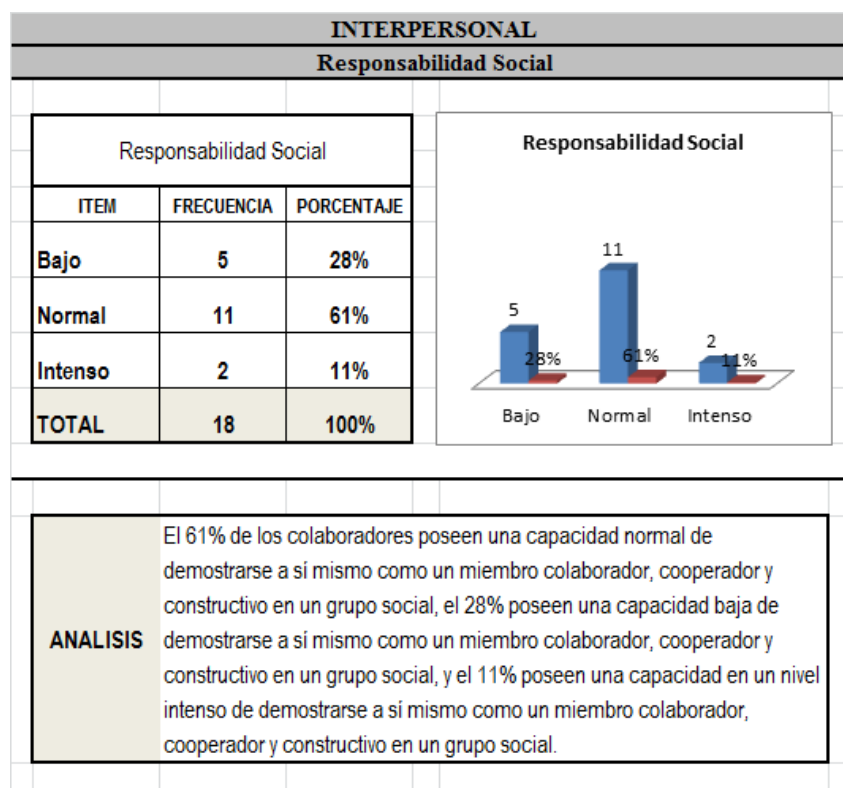 INTERPERSONAL
Responsabilidad Social
Responsabilidad Social
ITEM FRECUENCIA PORCENTAJE
Bajo 5 28%
Normal 11 61%
Intenso 2 11%
TOTAL 18 100%
Responsabilidad Social
11
5
2
28% 61% 11%
Bajo Normal Intenso
ANALISIS
El 61% de los colaboradores poseen una capacidad normal de
demostrarse a sí mismo como un miembro colaborador, cooperador y
constructivo en un grupo social, el 28% poseen una capacidad baja de
demostrarse a sí mismo como un miembro colaborador, cooperador y
constructivo en un grupo social, y el 11% poseen una capacidad en un nivel
intenso de demostrarse a sí mismo como un miembro colaborador,
cooperador y constructivo en un grupo social.